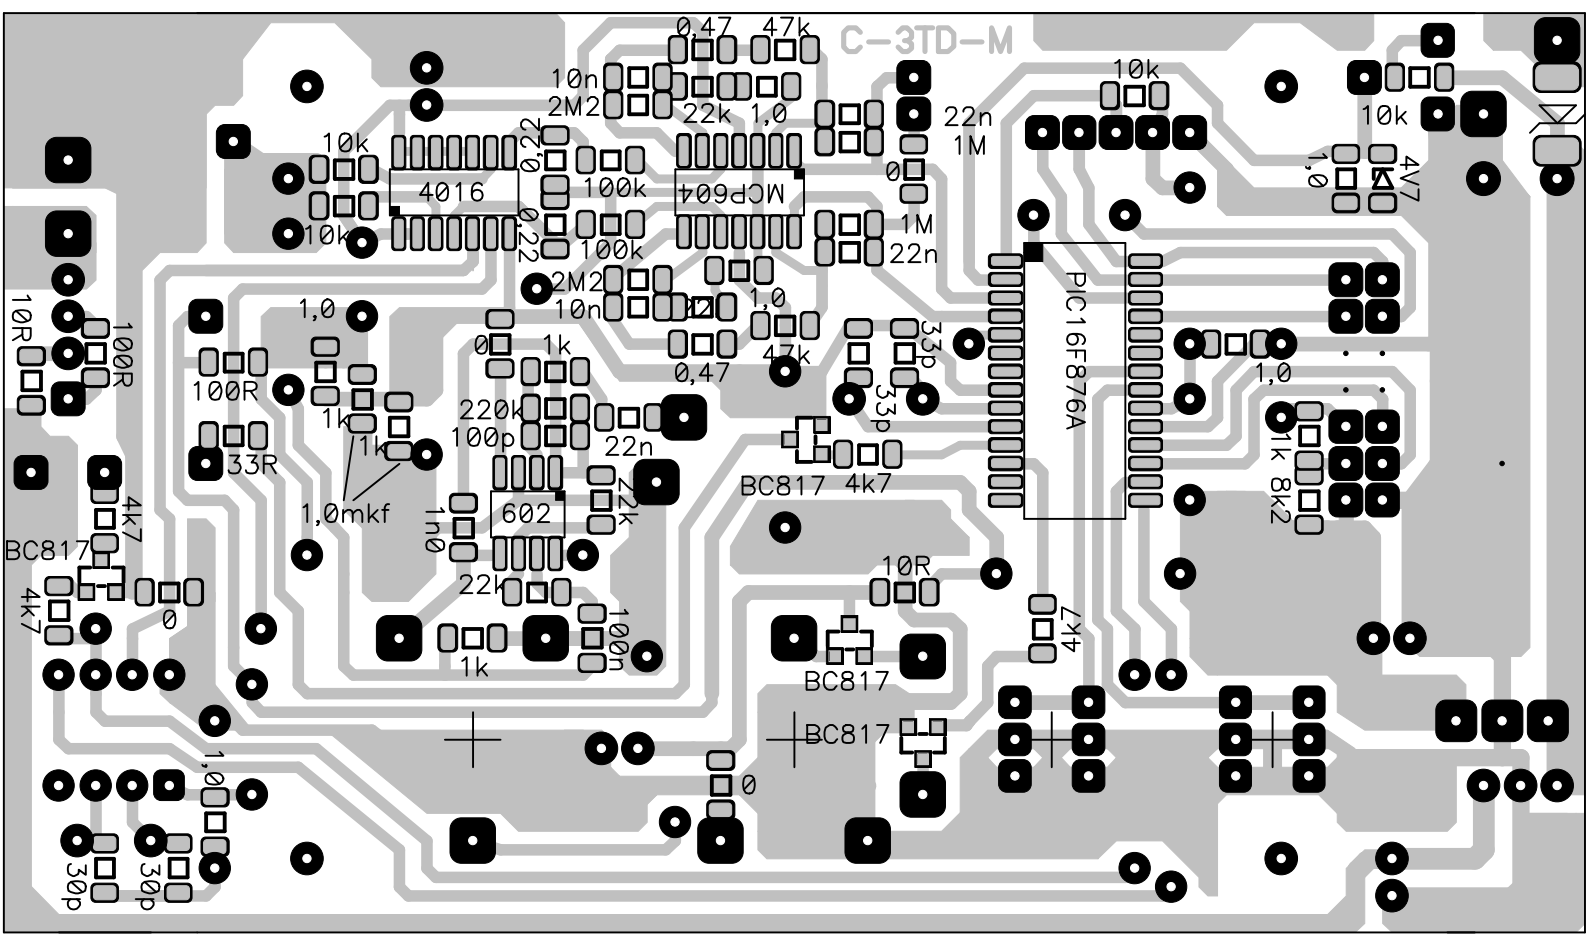 0,47
47k
C-3TD-M
10n
2M2
22k
1,0
10k
22n
1M
10k
10k
0,22
4016
100k
MCP604
0
1,0
4V7
10k
0,22
100k
1M
22n
2M2
10n
1,0
PIC16F876A
10R
100R
1,0
0
1k
47k
0,47
33p
33p
1,0
100R
1k
1k
220k
100p
22n
33R
BC817
4k7
1k
8k2
1,0mkf
4k7
BC817
1n0
602
22k
22k
10R
4k7
0
1k
100n
4k7
BC817
BC817
1,0
0
30p
30p